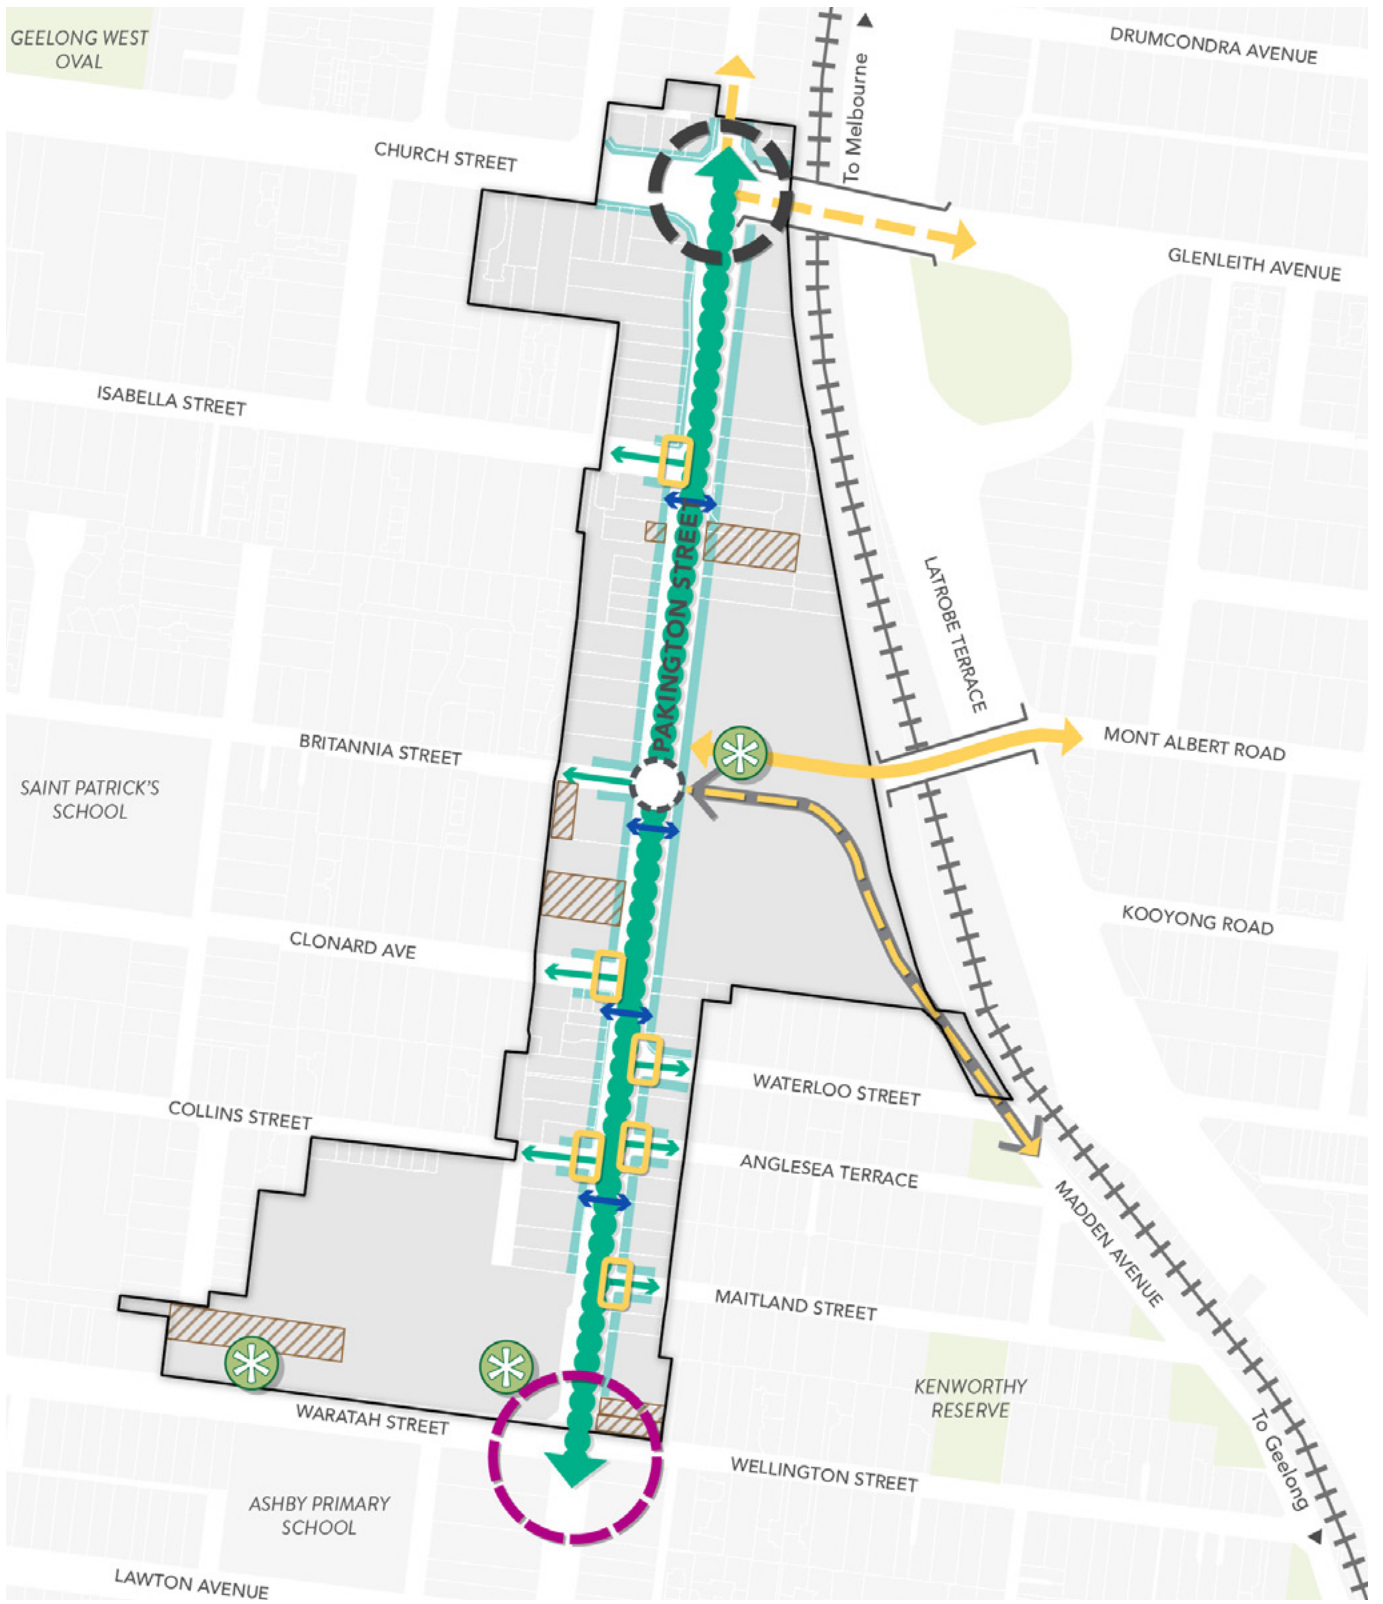 GEELONG WEST
OVAL
DRUMCONDRA AVENUE
To Melbourne
CHURCH STREET
GLENLEITH AVENUE
ISABELLA STREET
PAKINGTON STREET
LATROBE TERRACE
BRITANNIA STREET
MONT ALBERT ROAD
SAINT PATRICK'S
SCHOOL
KOOYONG ROAD
CLONARD AVE
WATERLOO STREET
COLLINS STREET
ANGLESEA TERRACE
MADDEN AVENUE
MAITLAND STREET
KENWORTHY
RESERVE
WARATAH STREET
To Geelong
WELLINGTON STREET
ASHBY PRIMARY
SCHOOL
LAWTON AVENUE